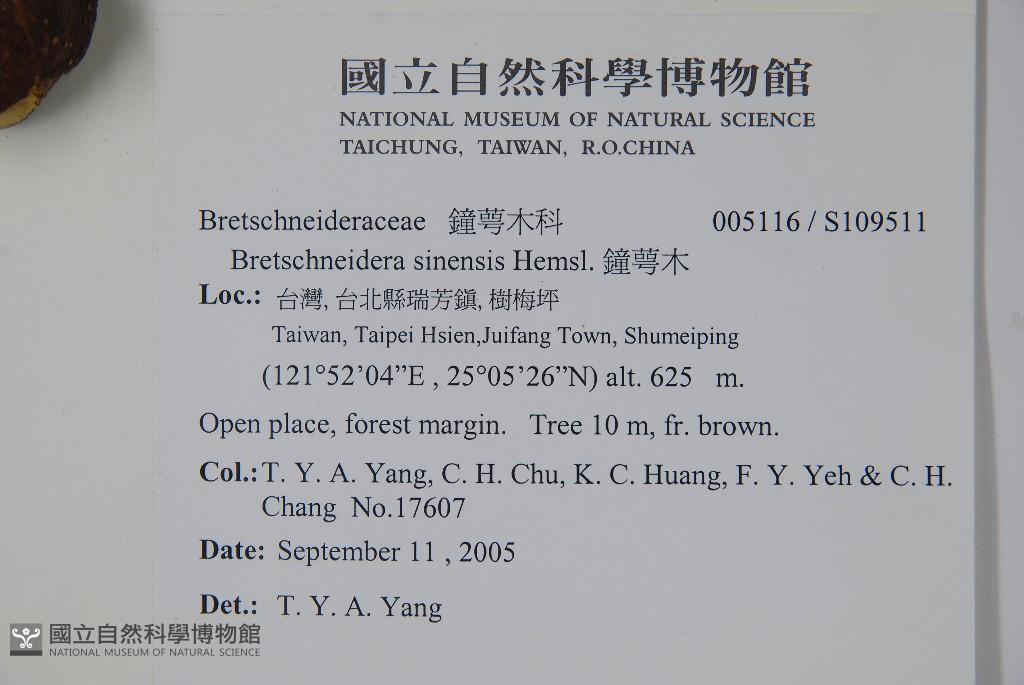 國立自然科學博物館
NATIONAL MUSEUM OF NATURAL SCIENCE
TAICHUNG, TAIWAN, R.O.CHINA
Bretschneideraceae 鐘萼木科 005116 / S109511
Bretschneidera sinensis Hemsl. 鐘萼木
Loc.: 台灣, 台北縣瑞芳鎮, 樹梅坪
Taiwan, Taipei Hsien,Juifang Town, Shumeiping
(121°52’04”E , 25°05’26”N) alt. 625 m.
Open place, forest margin. Tree 10 m, fr. brown.
Col.: T. Y. A. Yang, C. H. Chu, K. C. Huang, F. Y. Yeh & C. H.
Chang No.17607
Date: September 11 , 2005
Det.: T. Y. A. Yang
國立自然科學博物館
NATIONAL MUSEUM OF NATURAL SCIENCE